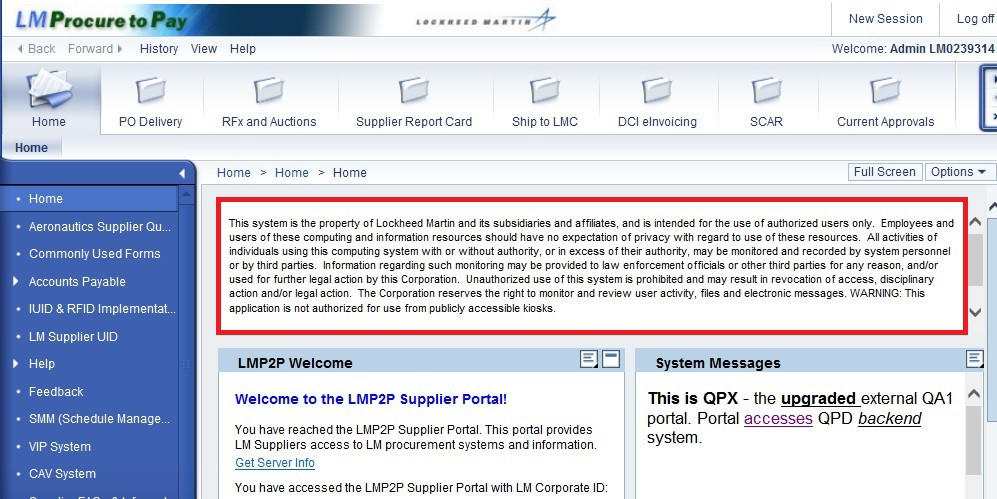 LM Procure to Pay
LOCKHEED MARTIN
New Session
Log off
Back Forward History View Help
Welcome: Admin LM0239314
Home
PO Delivery
RFx and Auctions
Supplier Report Card
Ship to LMC
DCI eInvoicing
SCAR
Current Approvals
Home
Home > Home > Home
Full Screen
Options
Home
Aeronautics Supplier Qu...
Commonly Used Forms
Accounts Payable
IUID & RFID Implementat...
LM Supplier UID
Help
Feedback
SMM (Schedule Manage...
VIP System
CAV System
This system is the property of Lockheed Martin and its subsidiaries and affiliates, and is intended for the use of authorized users only. Employees and
users of these computing and information resources should have no expectation of privacy with regard to use of these resources. All activities of
individuals using this computing system with or without authority, or in excess of their authority, may be monitored and recorded by system personnel
or by third parties. Information regarding such monitoring may be provided to law enforcement officials or other third parties for any reason, and/or
used for further legal action by this Corporation. Unauthorized use of this system is prohibited and may result in revocation of access, disciplinary
action and/or legal action. The Corporation reserves the right to monitor and review user activity, files and electronic messages. WARNING: This
application is not authorized for use from publicly accessible kiosks.
LMP2P Welcome
Welcome to the LMP2P Supplier Portal!
You have reached the LMP2P Supplier Portal. This portal provides
LM Suppliers access to LM procurement systems and information.
Get Server Info
You have accessed the LMP2P Supplier Portal with LM Corporate ID:
System Messages
This is QPX - the upgraded external QA1
portal. Portal accesses QPD backend
system.